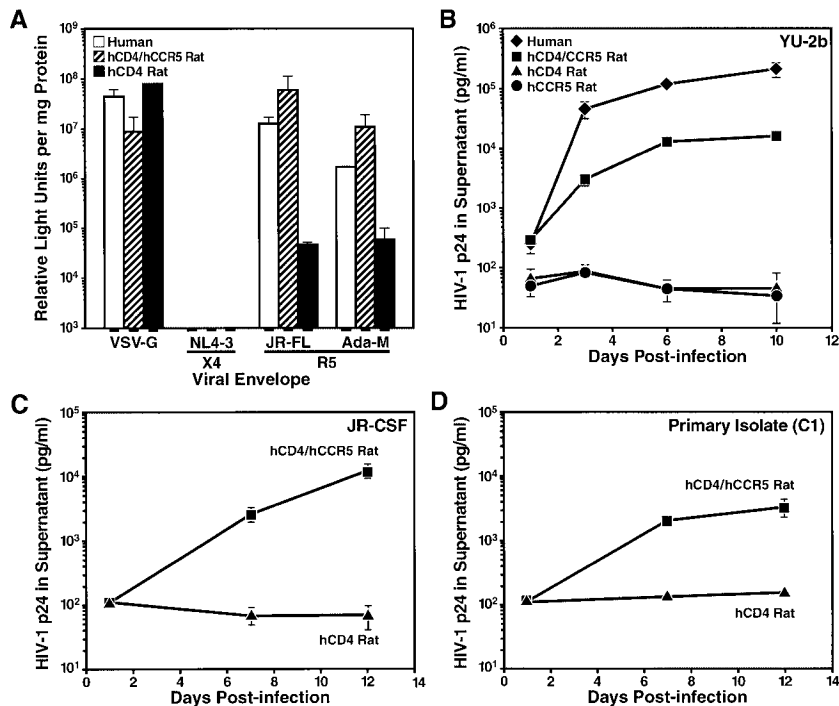 A
Relative Light Units per mg Protein
10⁹
10⁸
10⁷
10⁶
10⁵
10⁴
10³
Human
hCD4/hCCR5 Rat
hCD4 Rat
VSV-G NL4-3 JR-FL Ada-M
X4 R5
Viral Envelope
B
HIV-1 p24 in Supernatant (pg/ml)
10⁶
10⁵
10⁴
10³
10²
10¹
YU-2b
Human
hCD4/CCR5 Rat
hCD4 Rat
hCCR5 Rat
0 2 4 6 8 10 12
Days Post-infection
C
HIV-1 p24 in Supernatant (pg/ml)
10⁵
10⁴
10³
10²
10¹
JR-CSF
hCD4/hCCR5 Rat
hCD4 Rat
0 2 4 6 8 10 12 14
Days Post-infection
D
HIV-1 p24 in Supernatant (pg/ml)
10⁵
10⁴
10³
10²
10¹
Primary Isolate (C1)
hCD4/hCCR5 Rat
hCD4 Rat
0 2 4 6 8 10 12 14
Days Post-infection